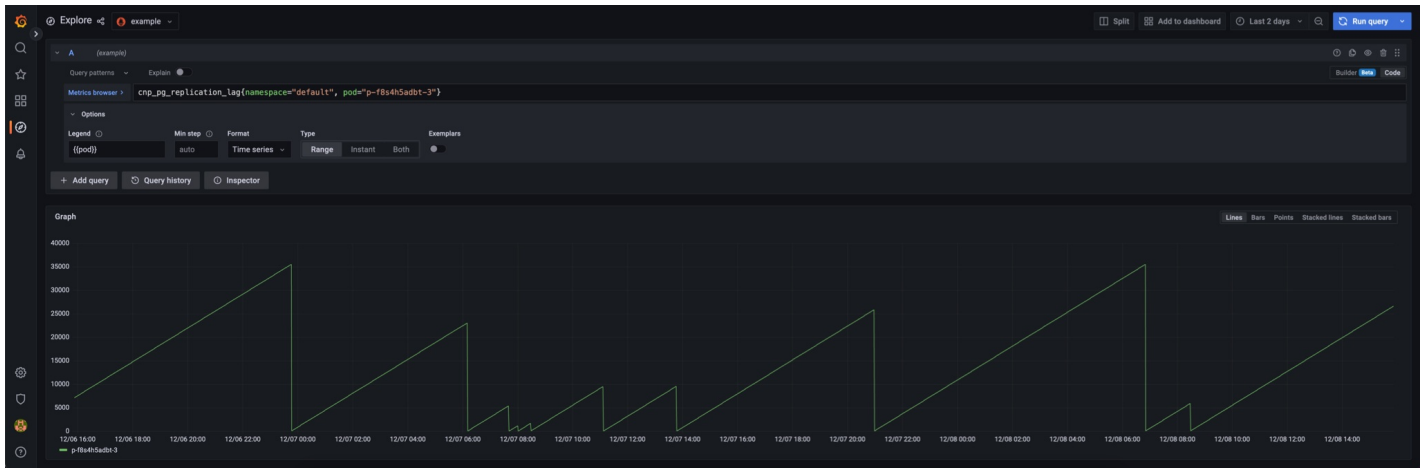 Explore example Split Add to dashboard Last 2 days Run query
A (example)
Query patterns Explain Builder Beta Code
Metrics browser > cnp_pg_replication_lag{namespace="default", pod="p-f8s4h5adbt-3"}
Options
Legend Min step Format Type Exemplars
{{pod}} auto Time series Range Instant Both
+ Add query Query history Inspector
Graph Lines Bars Points Stacked lines Stacked bars
40000
35000
30000
25000
20000
15000
10000
5000
0
12/06 16:00 12/06 18:00 12/06 20:00 12/06 22:00 12/07 00:00 12/07 02:00 12/07 04:00 12/07 06:00 12/07 08:00 12/07 10:00 12/07 12:00 12/07 14:00 12/07 16:00 12/07 18:00 12/07 20:00 12/07 22:00 12/08 00:00 12/08 02:00 12/08 04:00 12/08 06:00 12/08 08:00 12/08 10:00 12/08 12:00 12/08 14:00
p-f8s4h5adbt-3